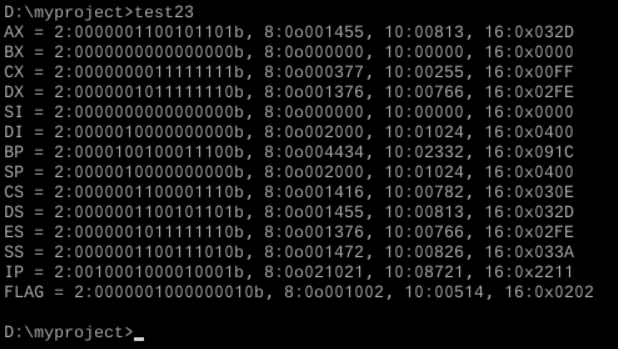 D:\myproject>test23
AX = 2:0000001100101101b, 8:0o001455, 10:00813, 16:0x032D
BX = 2:0000000000000000b, 8:0o000000, 10:00000, 16:0x0000
CX = 2:0000000011111111b, 8:0o000377, 10:00255, 16:0x00FF
DX = 2:0000001011111110b, 8:0o001376, 10:00766, 16:0x02FE
SI = 2:0000000000000000b, 8:0o000000, 10:00000, 16:0x0000
DI = 2:0000010000000000b, 8:0o002000, 10:01024, 16:0x0400
BP = 2:0000100100011100b, 8:0o004434, 10:02332, 16:0x091C
SP = 2:0000010000000000b, 8:0o002000, 10:01024, 16:0x0400
CS = 2:0000001100001110b, 8:0o001416, 10:00782, 16:0x030E
DS = 2:0000001100101101b, 8:0o001455, 10:00813, 16:0x032D
ES = 2:0000001011111110b, 8:0o001376, 10:00766, 16:0x02FE
SS = 2:0000001100111010b, 8:0o001472, 10:00826, 16:0x033A
IP = 2:0010001000010001b, 8:0o021021, 10:08721, 16:0x2211
FLAG = 2:0000001000000010b, 8:0o001002, 10:00514, 16:0x0202
D:\myproject>_